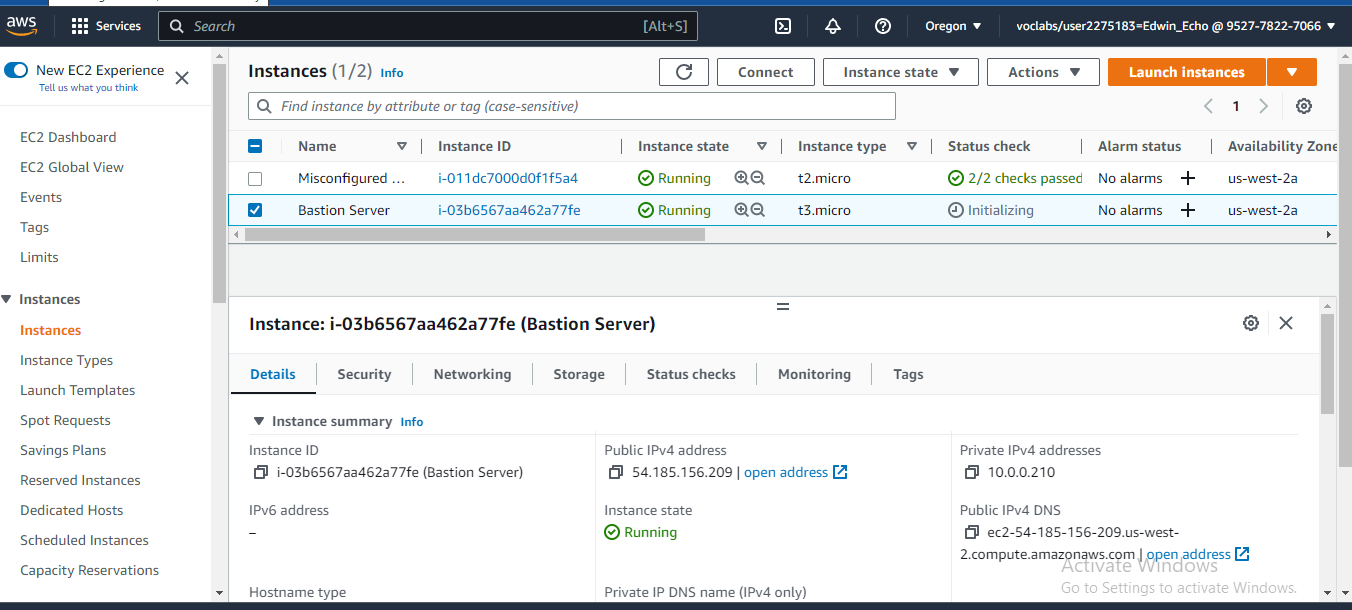 aws Services Search [Alt+S] Oregon voclabs/user2275183=Edwin_Echo @ 9527-7822-7066
New EC2 Experience
Tell us what you think
EC2 Dashboard
EC2 Global View
Events
Tags
Limits
Instances
Instances
Instance Types
Launch Templates
Spot Requests
Savings Plans
Reserved Instances
Dedicated Hosts
Scheduled Instances
Capacity Reservations
Instances (1/2) Info
Connect Instance state Actions Launch instances
Find instance by attribute or tag (case-sensitive) 1
Name Instance ID Instance state Instance type Status check Alarm status Availability Zone
Misconfigured ... i-011dc7000d0f1f5a4 Running t2.micro 2/2 checks passed No alarms + us-west-2a
Bastion Server i-03b6567aa462a77fe Running t3.micro Initializing No alarms + us-west-2a
Instance: i-03b6567aa462a77fe (Bastion Server)
Details Security Networking Storage Status checks Monitoring Tags
Instance summary Info
Instance ID
i-03b6567aa462a77fe (Bastion Server)
Public IPv4 address
54.185.156.209 | open address
Private IPv4 addresses
10.0.0.210
IPv6 address
–
Instance state
Running
Public IPv4 DNS
ec2-54-185-156-209.us-west-
2.compute.amazonaws.com | open address
Hostname type
Private IP DNS name (IPv4 only)
Activate Windows
Go to Settings to activate Windows.